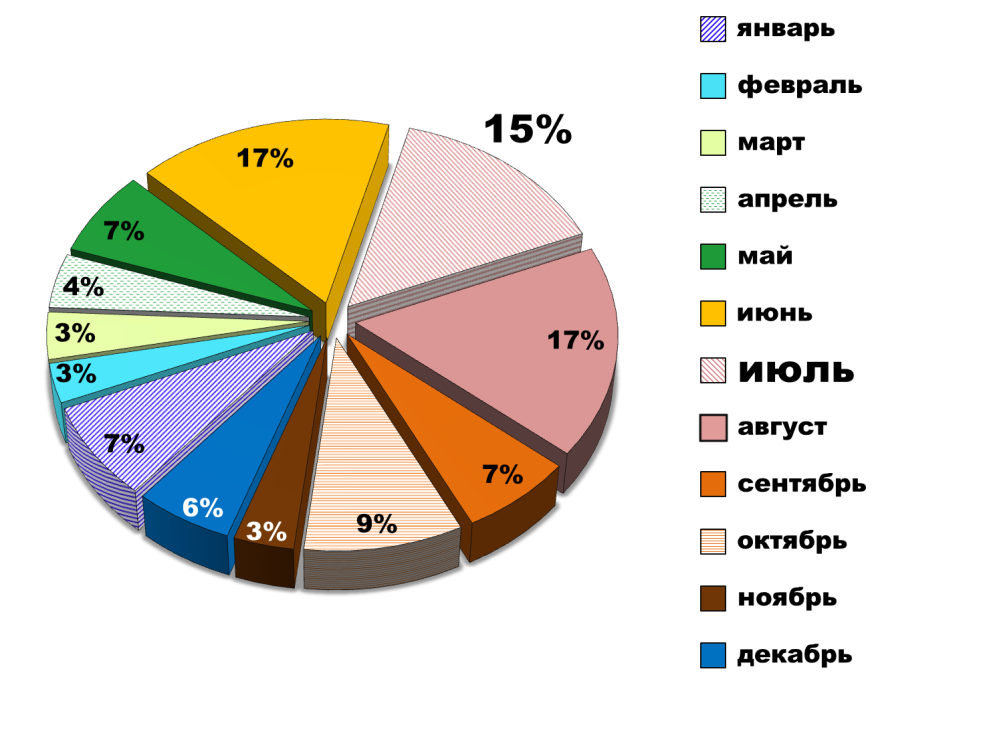 январь
февраль
март
апрель
май
июнь
июль
август
сентябрь
октябрь
ноябрь
декабрь
15%
17%
7%
4%
3%
3%
7%
6%
3%
9%
7%
17%